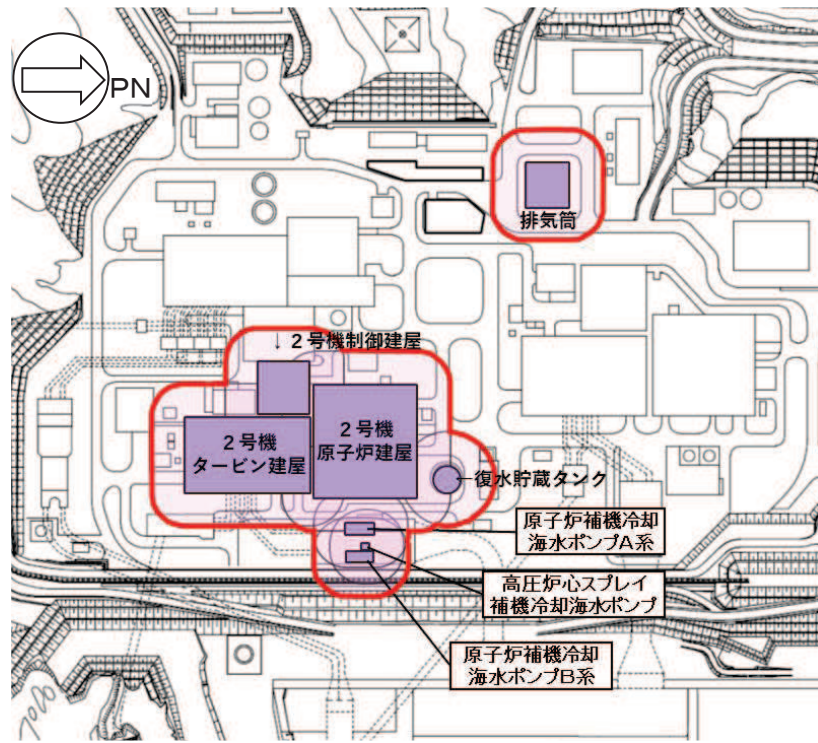 PN
排気筒
↓ 2号機制御建屋
2号機
タービン建屋
2号機
原子炉建屋
←復水貯蔵タンク
原子炉補機冷却
海水ポンプA系
高圧炉心スプレイ
補機冷却海水ポンプ
原子炉補機冷却
海水ポンプB系